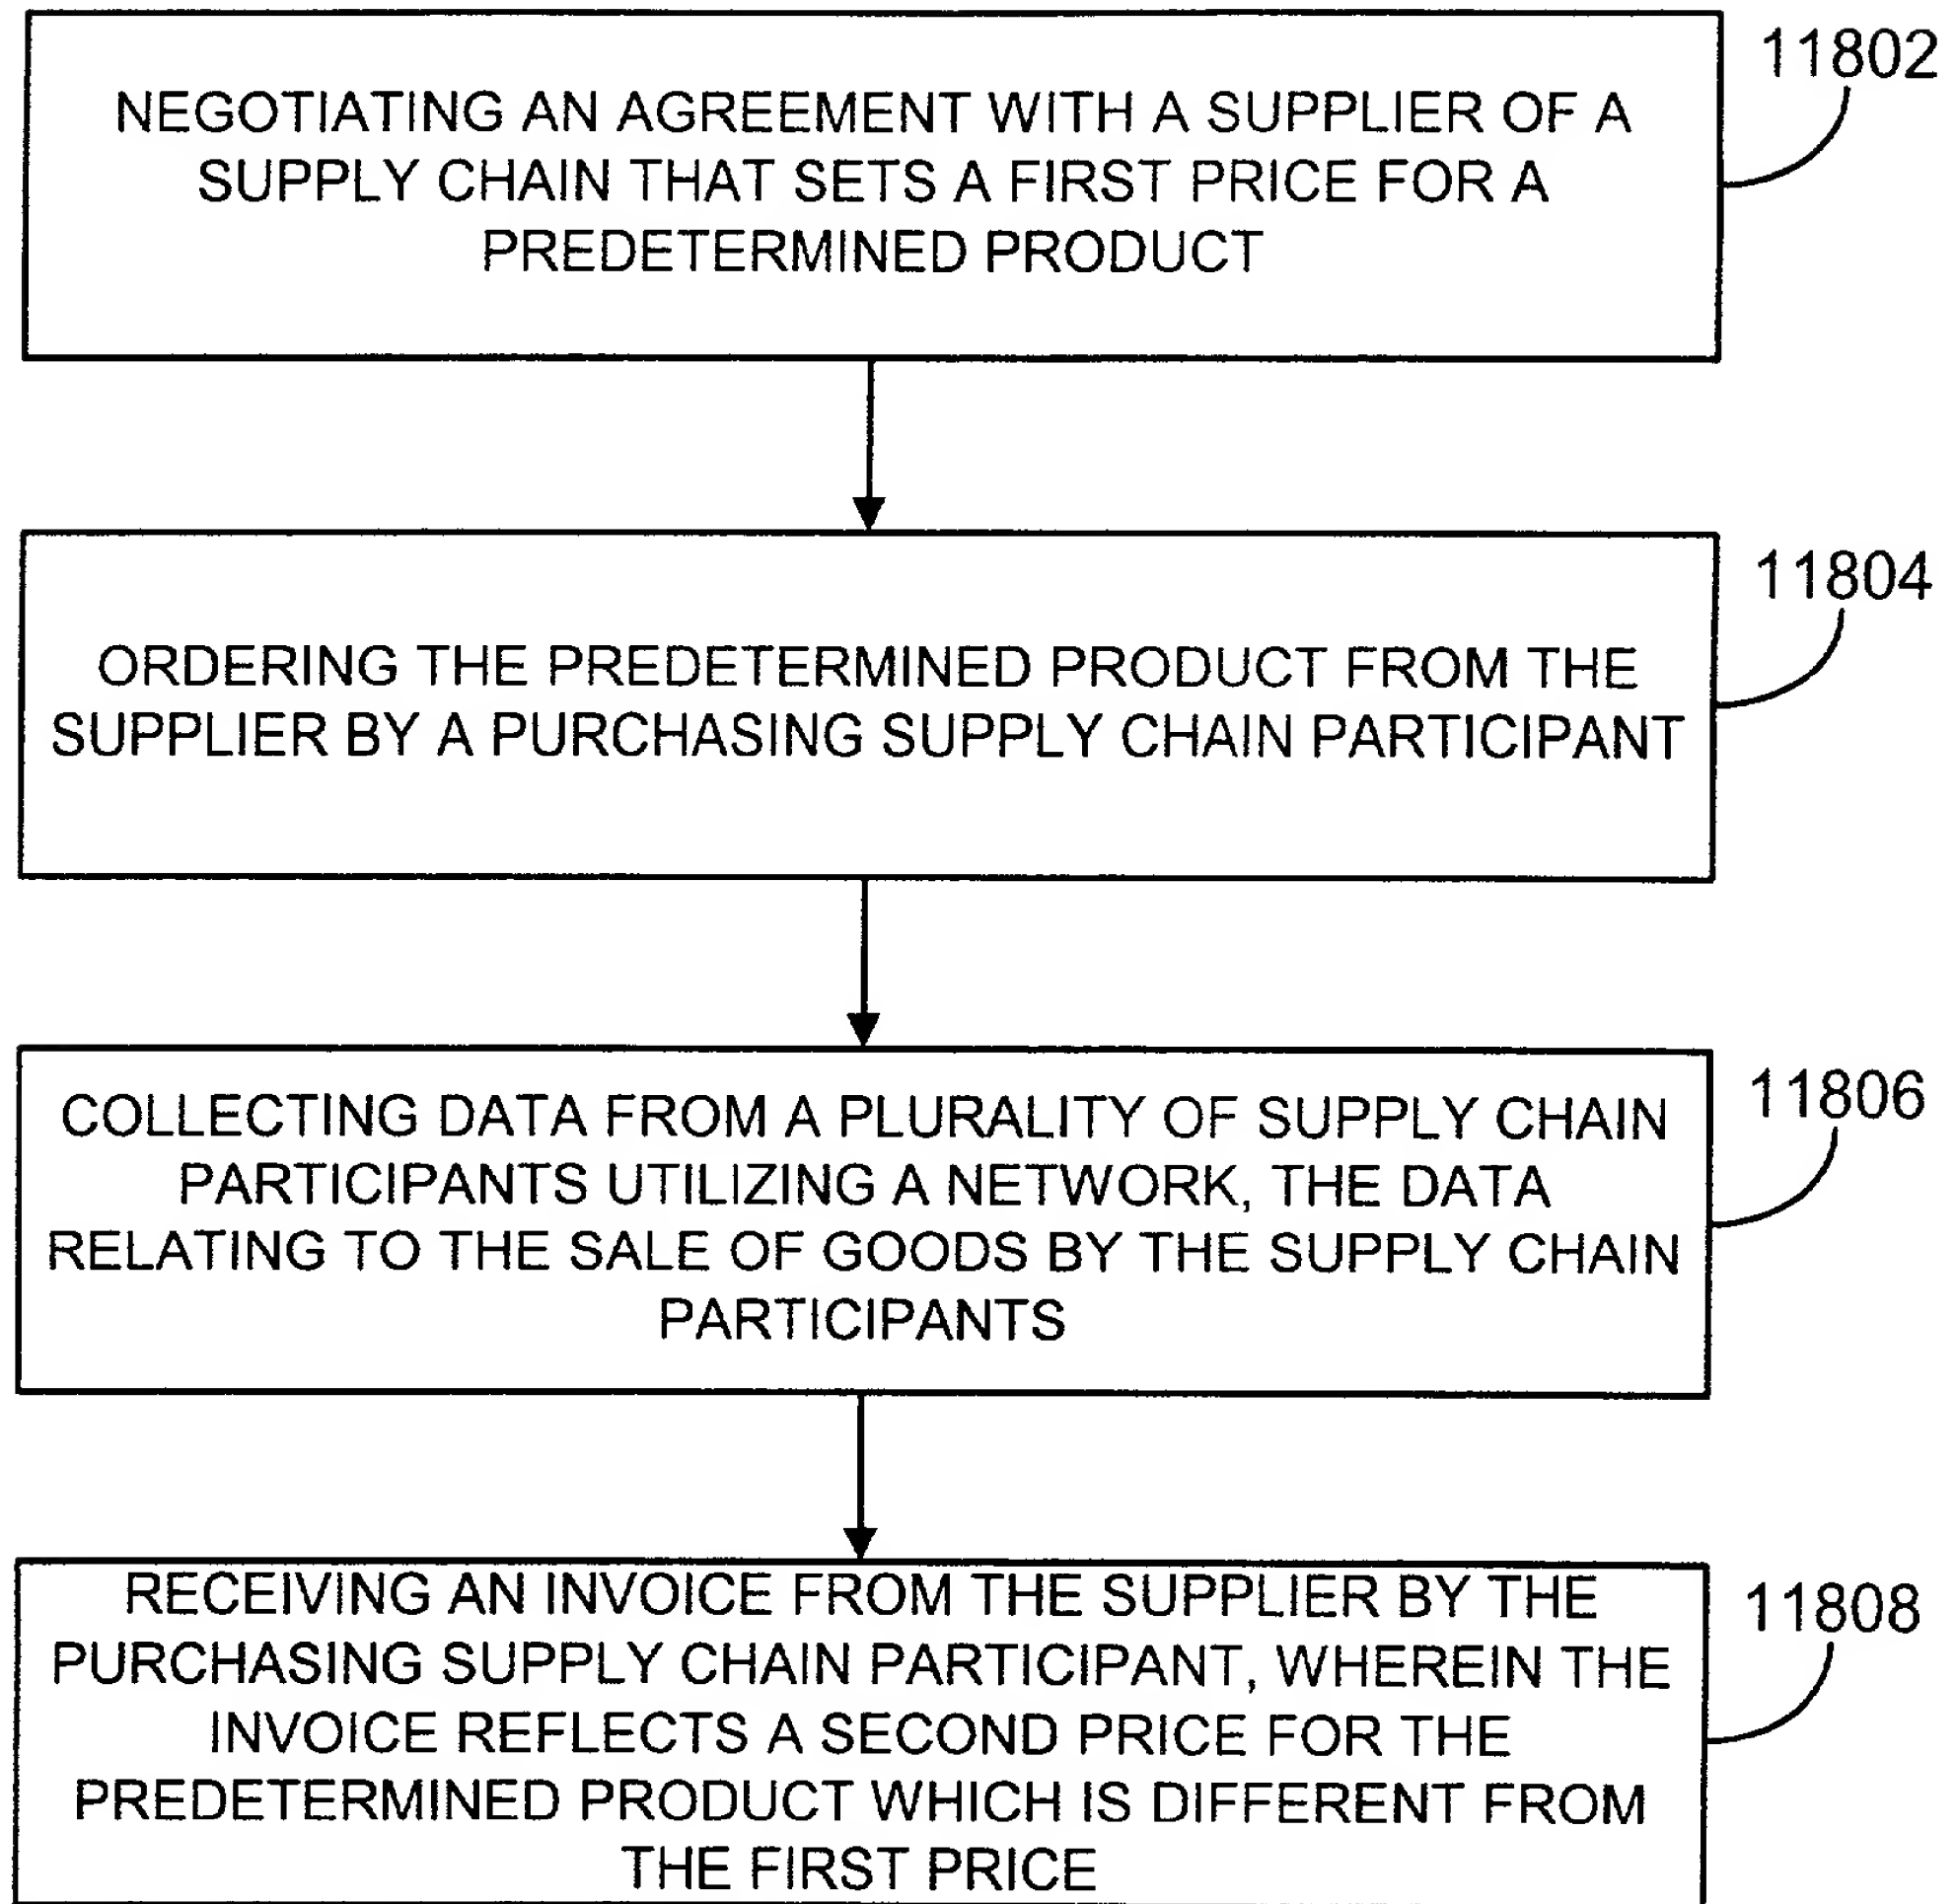 11802
NEGOTIATING AN AGREEMENT WITH A SUPPLIER OF A
SUPPLY CHAIN THAT SETS A FIRST PRICE FOR A
PREDETERMINED PRODUCT
11804
ORDERING THE PREDETERMINED PRODUCT FROM THE
SUPPLIER BY A PURCHASING SUPPLY CHAIN PARTICIPANT
11806
COLLECTING DATA FROM A PLURALITY OF SUPPLY CHAIN
PARTICIPANTS UTILIZING A NETWORK, THE DATA
RELATING TO THE SALE OF GOODS BY THE SUPPLY CHAIN
PARTICIPANTS
11808
RECEIVING AN INVOICE FROM THE SUPPLIER BY THE
PURCHASING SUPPLY CHAIN PARTICIPANT, WHEREIN THE
INVOICE REFLECTS A SECOND PRICE FOR THE
PREDETERMINED PRODUCT WHICH IS DIFFERENT FROM
THE FIRST PRICE